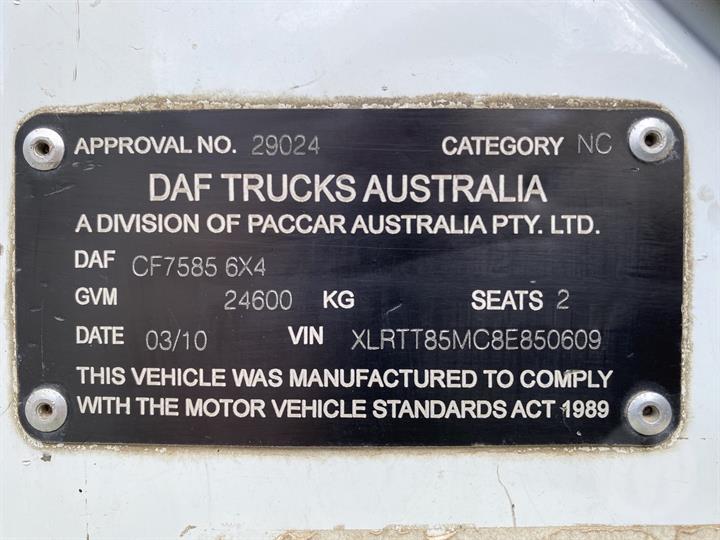 APPROVAL NO. 29024 CATEGORY NC
DAF TRUCKS AUSTRALIA
A DIVISION OF PACCAR AUSTRALIA PTY. LTD.
DAF CF7585 6X4
GVM 24600 KG SEATS 2
DATE 03/10 VIN XLRTT85MC8E850609
THIS VEHICLE WAS MANUFACTURED TO COMPLY
WITH THE MOTOR VEHICLE STANDARDS ACT 1989